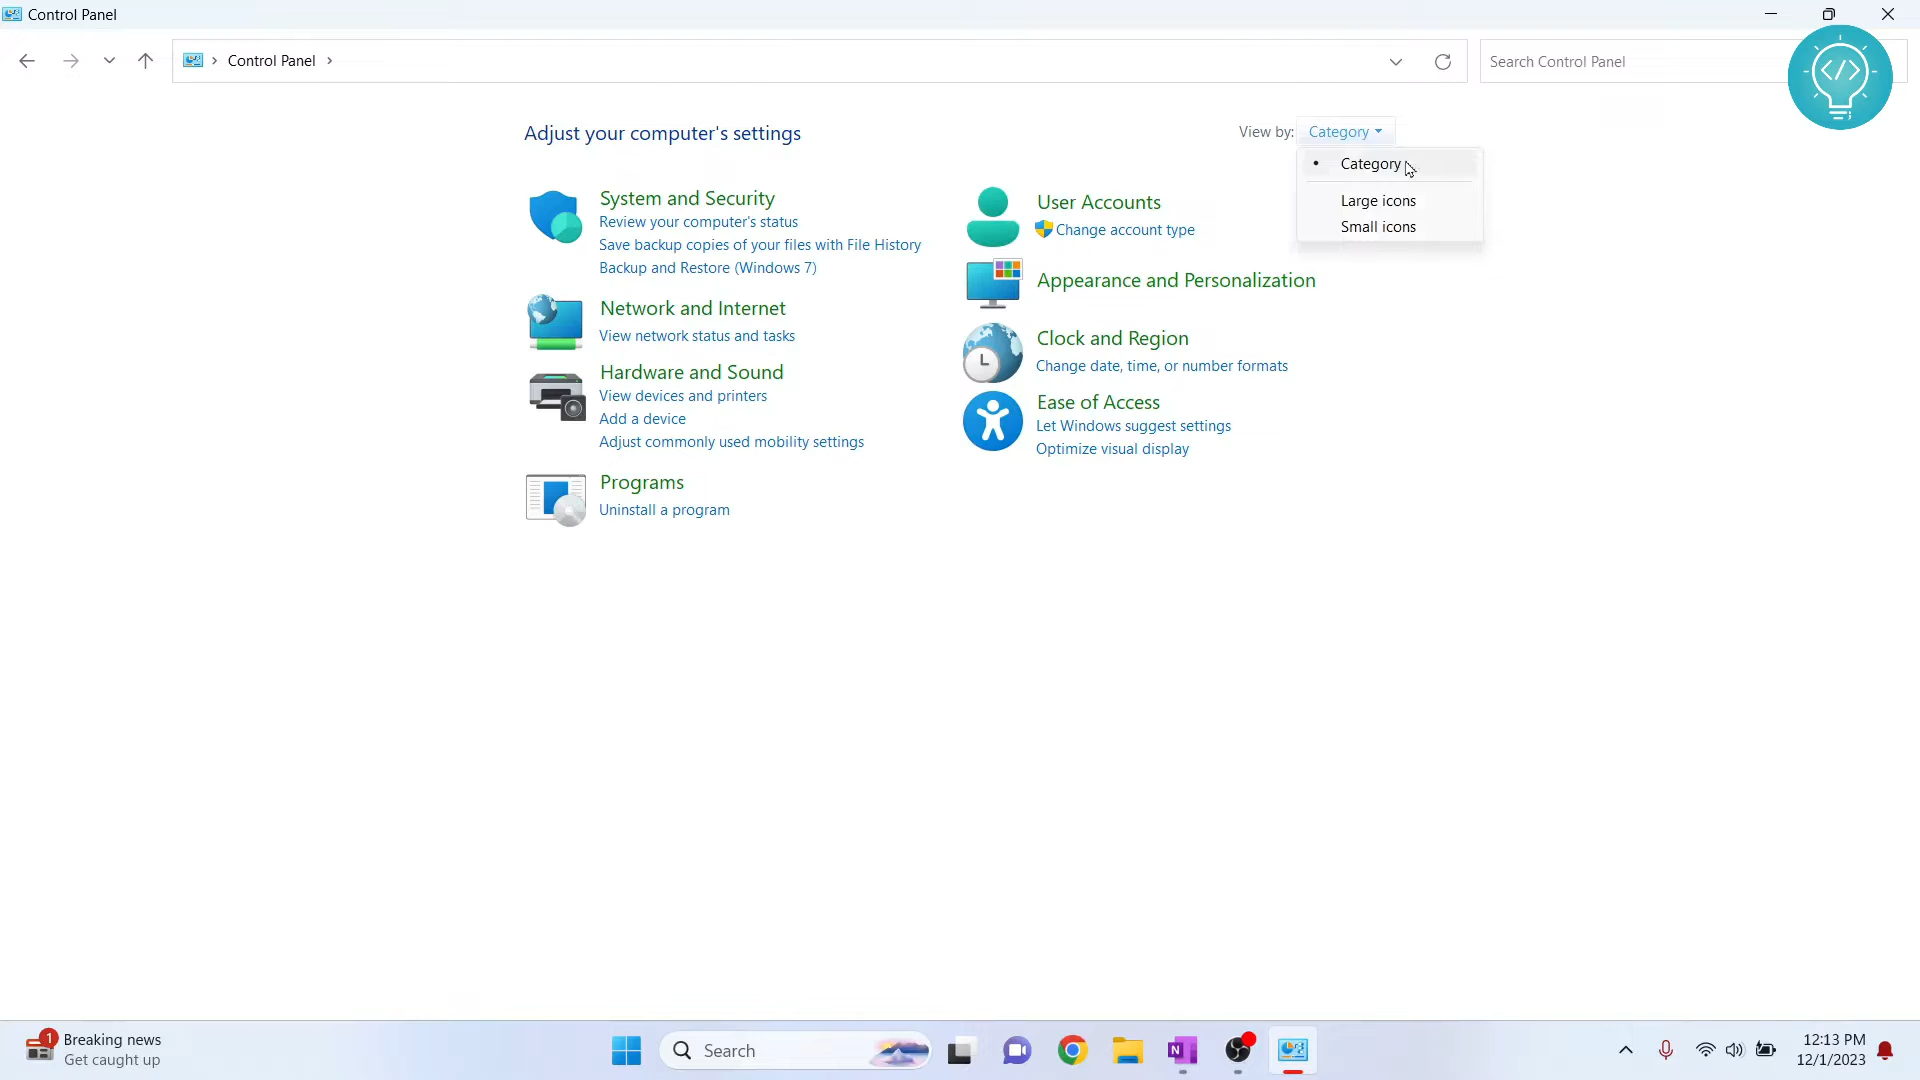 Control Panel
Control Panel
Search Control Panel
</>
Adjust your computer's settings
View by: Category
Category
Large icons
Small icons
System and Security
Review your computer's status
Save backup copies of your files with File History
Backup and Restore (Windows 7)
Network and Internet
View network status and tasks
Hardware and Sound
View devices and printers
Add a device
Adjust commonly used mobility settings
Programs
Uninstall a program
User Accounts
Change account type
Appearance and Personalization
Clock and Region
Change date, time, or number formats
Ease of Access
Let Windows suggest settings
Optimize visual display
1
Breaking news
Get caught up
Search
N
12:13 PM
12/1/2023